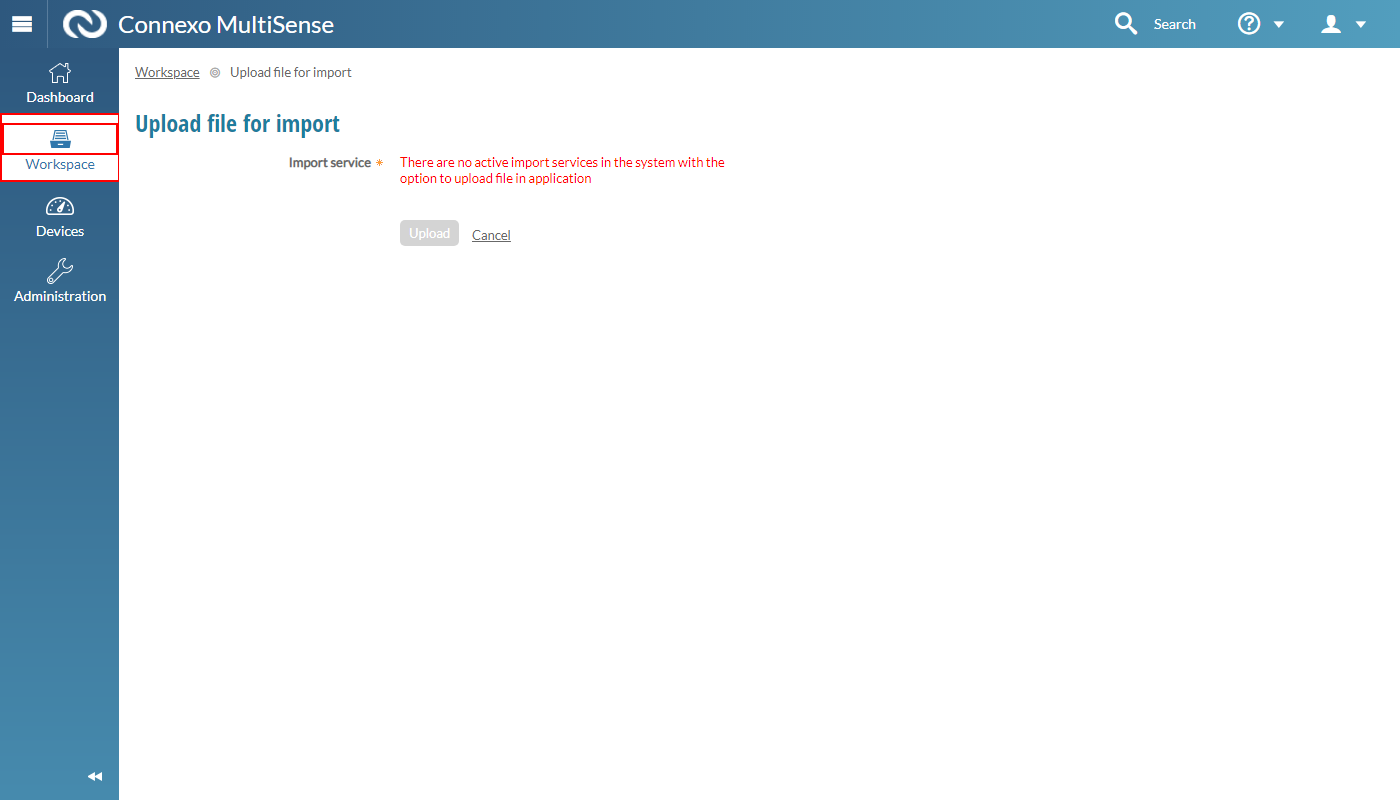 Connexo MultiSense
Search
Dashboard
Workspace
Devices
Administration
Workspace Upload file for import
Upload file for import
Import service *
There are no active import services in the system with the
option to upload file in application
Upload Cancel